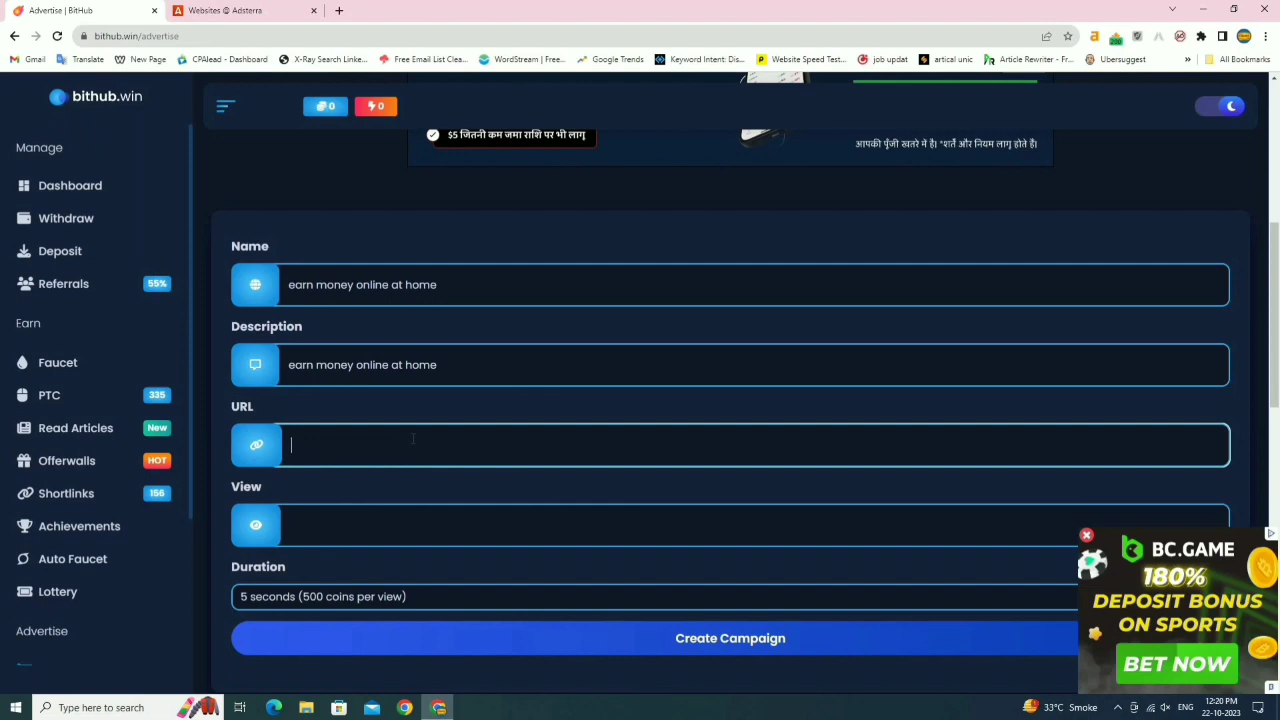 Advertise | BitHub
Websites @ Adsterra
bithub.win/advertise
200
Gmail
Translate
New Page
CPAlead - Dashboard
X-Ray Search Linke...
Free Email List Clea...
WordStream | Free...
Google Trends
Keyword Intent: Dis...
Website Speed Test...
job updat
artical unic
Article Rewriter - Fr...
Ubersuggest
»
All Bookmarks
bithub.win
0
0
$5 जितनी कम जमा राशि पर भी लागू
आपकी पूँजी खतरे में है। *शर्तें और नियम लागू होते हैं।
Manage
Dashboard
Withdraw
Deposit
Referrals 55%
Earn
Faucet
PTC 335
Read Articles New
Offerwalls HOT
Shortlinks 156
Achievements
Auto Faucet
Lottery
Advertise
Name
earn money online at home
Description
earn money online at home
URL
View
Duration
5 seconds (500 coins per view)
Create Campaign
BC.GAME
180%
DEPOSIT BONUS
ON SPORTS
BET NOW
Type here to search
33°C Smoke
ENG
12:20 PM
22-10-2023